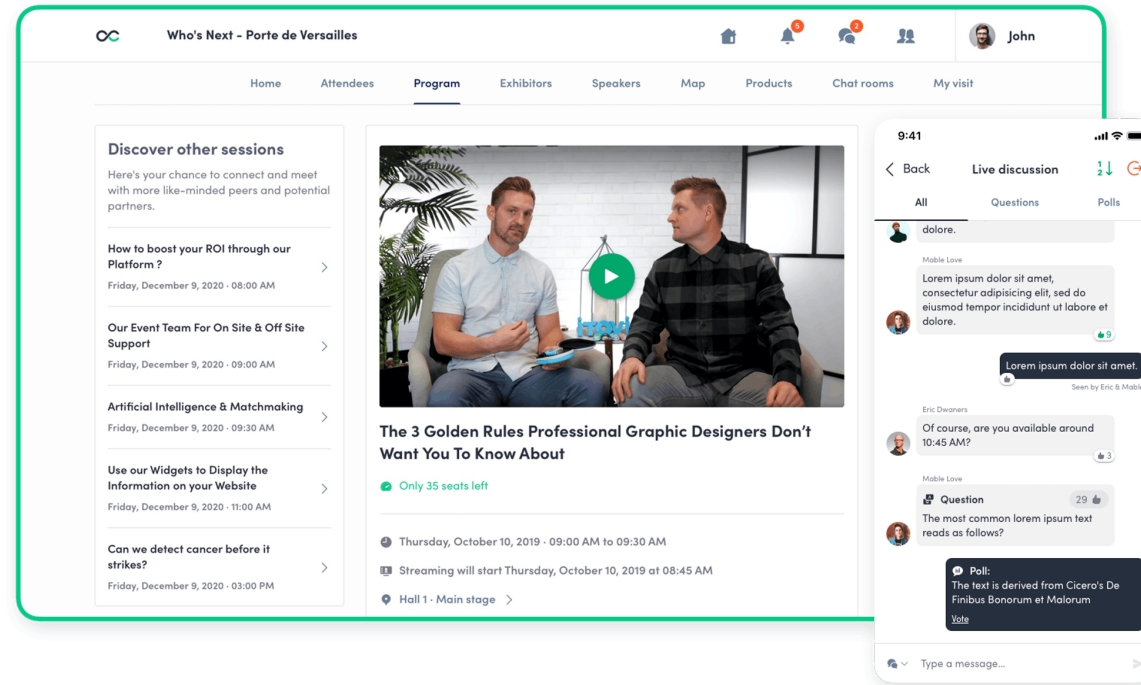 Who's Next - Porte de Versailles
5
2
John
Home
Attendees
Program
Exhibitors
Speakers
Map
Products
Chat rooms
My visit
Discover other sessions
Here's your chance to connect and meet
with more like-minded peers and potential
partners.
How to boost your ROI through our
Platform ?
Friday, December 9, 2020 · 08:00 AM
Our Event Team For On Site & Off Site
Support
Friday, December 9, 2020 · 09:00 AM
Artificial Intelligence & Matchmaking
Friday, December 9, 2020 · 09:30 AM
Use our Widgets to Display the
Information on your Website
Friday, December 9, 2020 · 11:00 AM
Can we detect cancer before it
strikes?
Friday, December 9, 2020 · 03:00 PM
The 3 Golden Rules Professional Graphic Designers Don't
Want You To Know About
Only 35 seats left
Thursday, October 10, 2019 · 09:00 AM to 09:30 AM
Streaming will start Thursday, October 10, 2019 at 08:45 AM
Hall 1 · Main stage
9:41
Back
Live discussion
All
Questions
Polls
dolore.
Mable Love
Lorem ipsum dolor sit amet,
consectetur adipisicing elit, sed do
eiusmod tempor incididunt ut labore et
dolore.
9
Lorem ipsum dolor sit amet.
Seen by Eric & Mable
Eric Dwaners
Of course, are you available around
10:45 AM?
3
Mable Love
Question
29
The most common lorem ipsum text
reads as follows?
Poll:
The text is derived from Cicero's De
Finibus Bonorum et Malorum
Vote
Type a message...